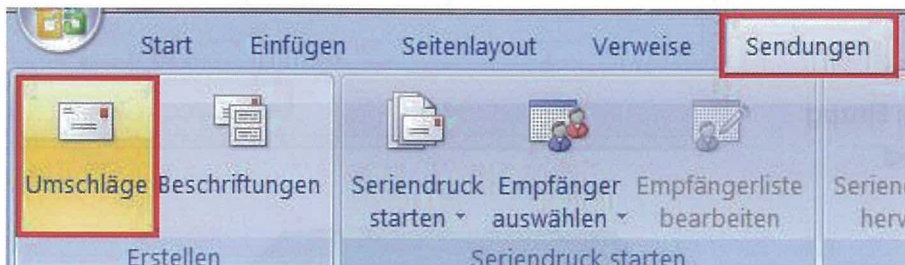 Start Einfügen Seitenlayout Verweise Sendungen
Umschläge Beschriftungen Seriendruck starten Empfänger auswählen Empfängerliste bearbeiten
Erstellen Seriendruck starten